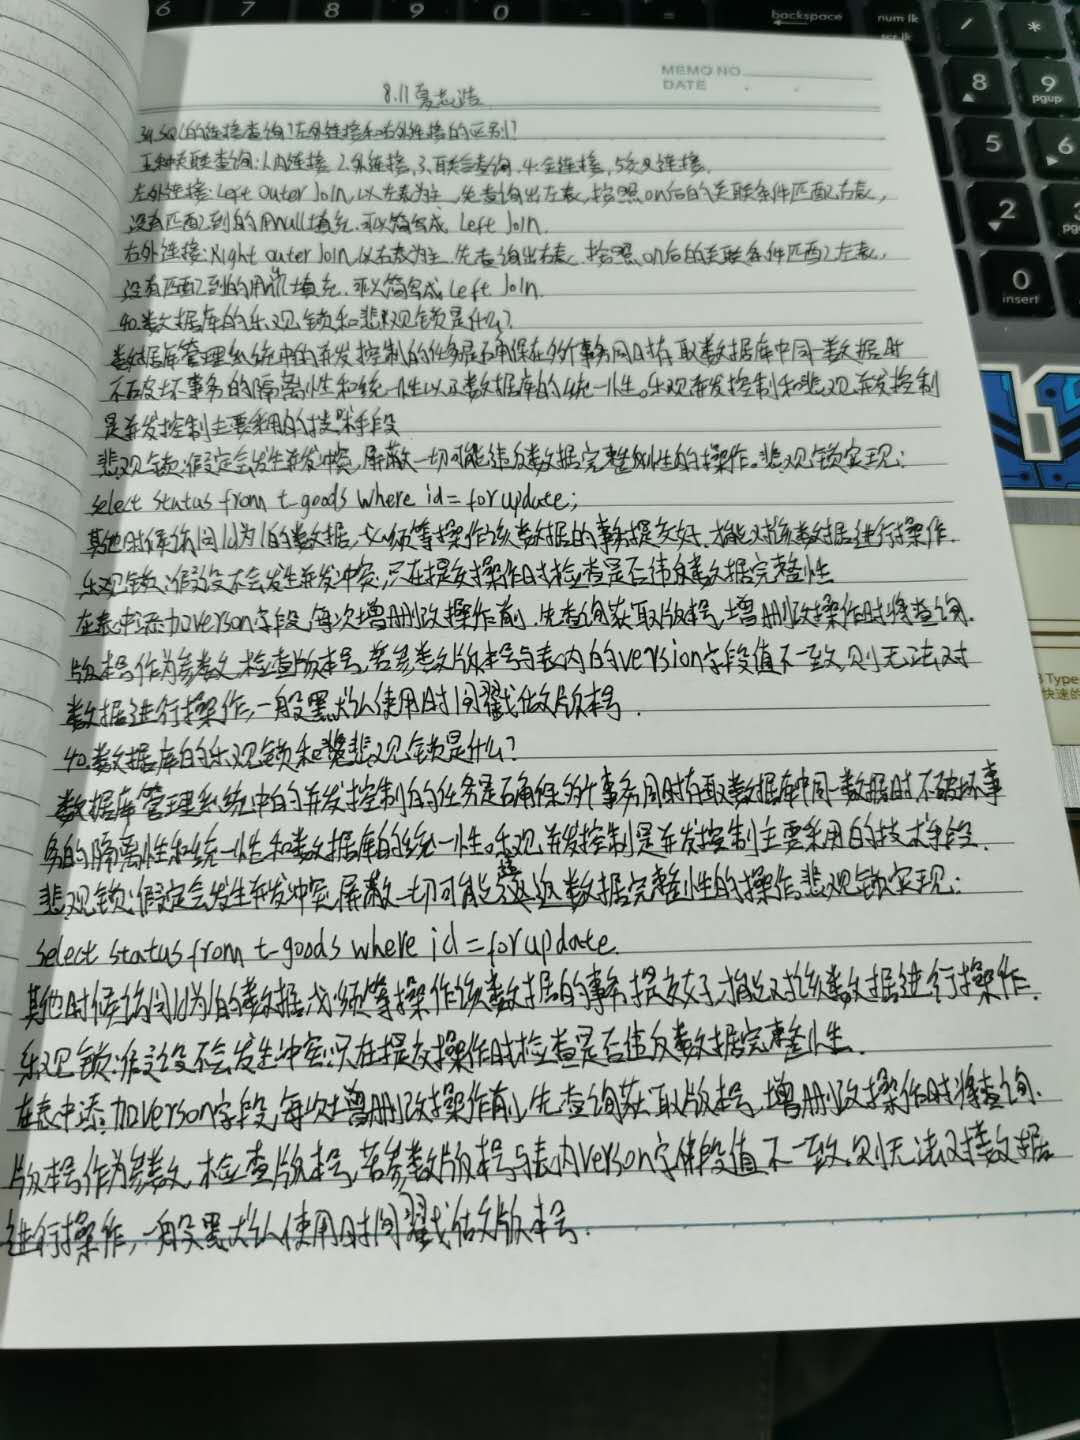 6 7 8 9 0 -
backspace
num lk
/
*
8
9
pgup
5
6
2
3
0
insert
MEMO NO.
DATE
8.11
39.SQL的连接查询?左外连接和右外连接的区别?
五种关联查询:1.内连接,2.外连接,3.联合查询,4.全连接,5.交叉连接.
左外连接:Left outer Join,以左表为主,先查询出左表,按照on后的关联条件匹配右表,
没有匹配到的用null填充,可以简写成 Left Join.
右外连接:Right outer Join,以右表为主,先查询出右表,按照on后的关联条件匹配左表,
没有匹配到的用null填充,可以简写成 Left Join.
40.数据库的乐观锁和悲观锁是什么?
数据库管理系统中的并发控制的任务是确保在多个事务同时存取数据库中同一数据时
不破坏事务的隔离性和统一性以及数据库的统一性。乐观并发控制和悲观并发控制
是并发控制主要采用的技术手段
悲观锁:假定会发生并发冲突,屏蔽一切可能违反数据完整性的操作。悲观锁实现:
select status from t_goods where id = for update;
其他时候访问id为1的数据,必须等操作该数据的事务提交好,才能对该数据进行操作.
乐观锁:假设不会发生并发冲突,只在提交操作时检查是否违反数据完整性
在表中添加verson字段,每次增删改操作前,先查询获取版本号,增删改操作时将查询.
版本号作为参数,检查版本号,若参数版本号与表内的version字段值不一致,则无法对
数据进行操作,一般默认使用时间戳做版本号.
40.数据库的乐观锁和悲观锁是什么?
数据库管理系统中的并发控制的任务是确保多个事务同时存取数据库中同一数据时不破坏事
务的隔离性和统一性和数据库的统一性。乐观并发控制是并发控制主要采用的技术手段.
悲观锁:假定会发生并发冲突,屏蔽一切可能违反数据完整性的操作,悲观锁实现:
select status from t-goods where id = for update.
其他时候访问id为1的数据,必须等操作该数据的事务提交好,才能对该数据进行操作.
乐观锁:假设不会发生冲突,只在提交操作时检查是否违反数据完整性.
在表中添加verson字段,每次增删改操作前,先查询获取版本号,增删改操作时将查询.
版本号作为参数,检查版本号,若参数版本号与表内verson字段值不一致,则无法对数据
进行操作,一般默认使用时间戳做版本号.
Type
快速的